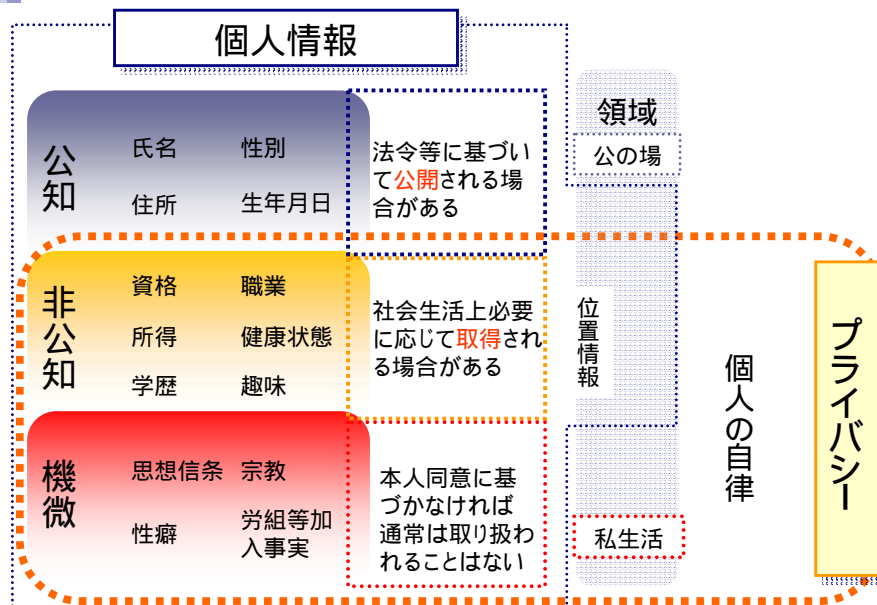 個人情報
公知
氏名 性別
住所 生年月日
法令等に基づい
て公開される場
合がある
非公知
資格 職業
所得 健康状態
学歴 趣味
社会生活上必要
に応じて取得され
る場合がある
機微
思想信条 宗教
性癖 労組等加
入事実
本人同意に基
づかなければ
通常は取り扱わ
れることはない
領域
公の場
位置情報
私生活
個人の自律
プライバシー